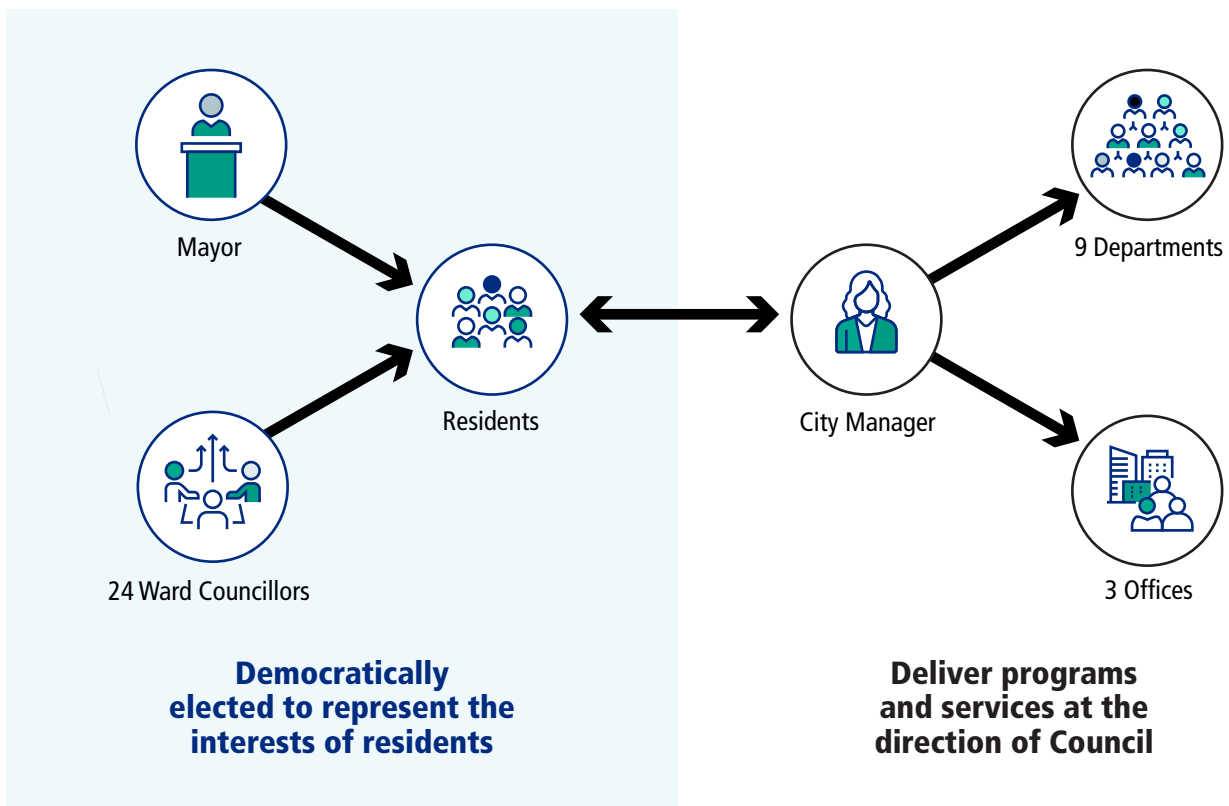 Mayor
9 Departments
Residents
City Manager
24 Ward Councillors
3 Offices
Democratically
elected to represent the
interests of residents
Deliver programs
and services at the
direction of Council